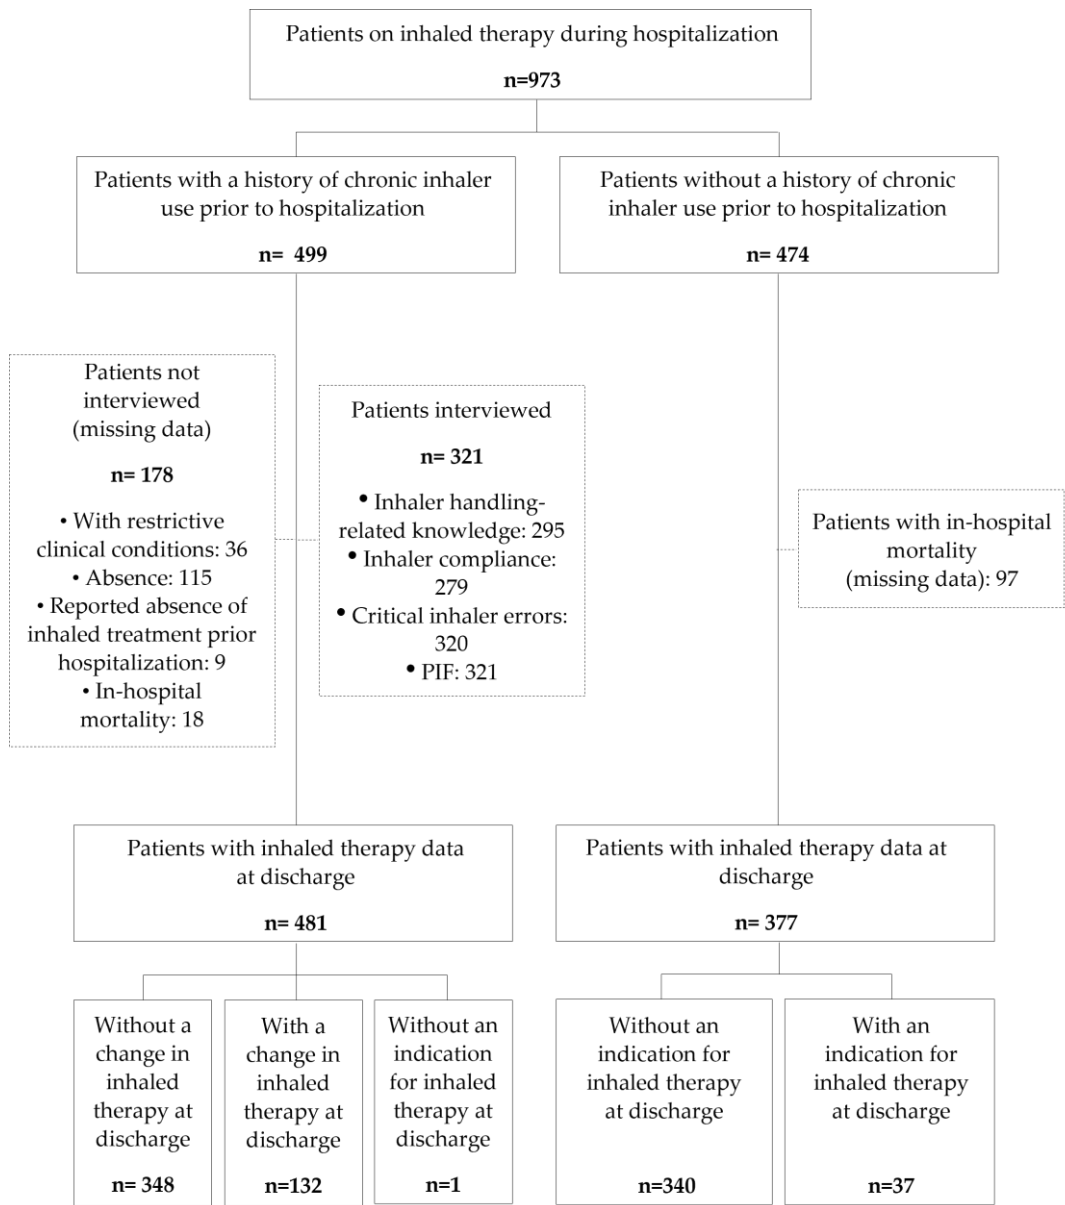 Patients on inhaled therapy during hospitalization
n=973
Patients with a history of chronic inhaler
use prior to hospitalization
n= 499
Patients without a history of chronic
inhaler use prior to hospitalization
n= 474
Patients not
interviewed
(missing data)
n= 178
• With restrictive
clinical conditions: 36
• Absence: 115
• Reported absence of
inhaled treatment prior
hospitalization: 9
• In-hospital
mortality: 18
Patients interviewed
n= 321
• Inhaler handling-
related knowledge: 295
• Inhaler compliance:
279
• Critical inhaler errors:
320
• PIF: 321
Patients with in-hospital
mortality
(missing data): 97
Patients with inhaled therapy data
at discharge
n= 481
Patients with inhaled therapy data at
discharge
n= 377
Without a
change in
inhaled
therapy at
discharge
n= 348
With a
change in
inhaled
therapy at
discharge
n=132
Without an
indication
for inhaled
therapy at
discharge
n=1
Without an
indication for
inhaled therapy
at discharge
n=340
With an
indication for
inhaled therapy
at discharge
n=37